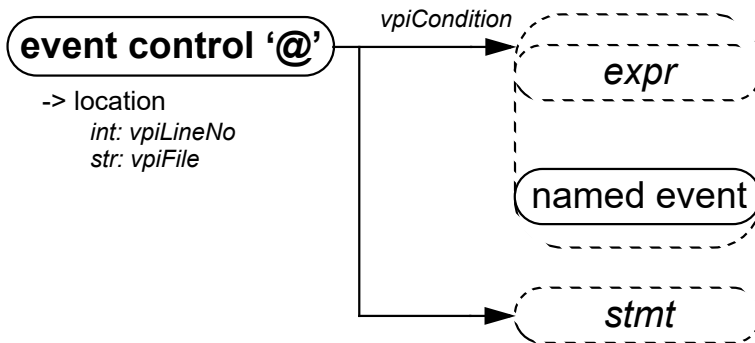 vpiCondition
event control ‘@’
expr
-> location
int: vpiLineNo
str: vpiFile
named event
stmt